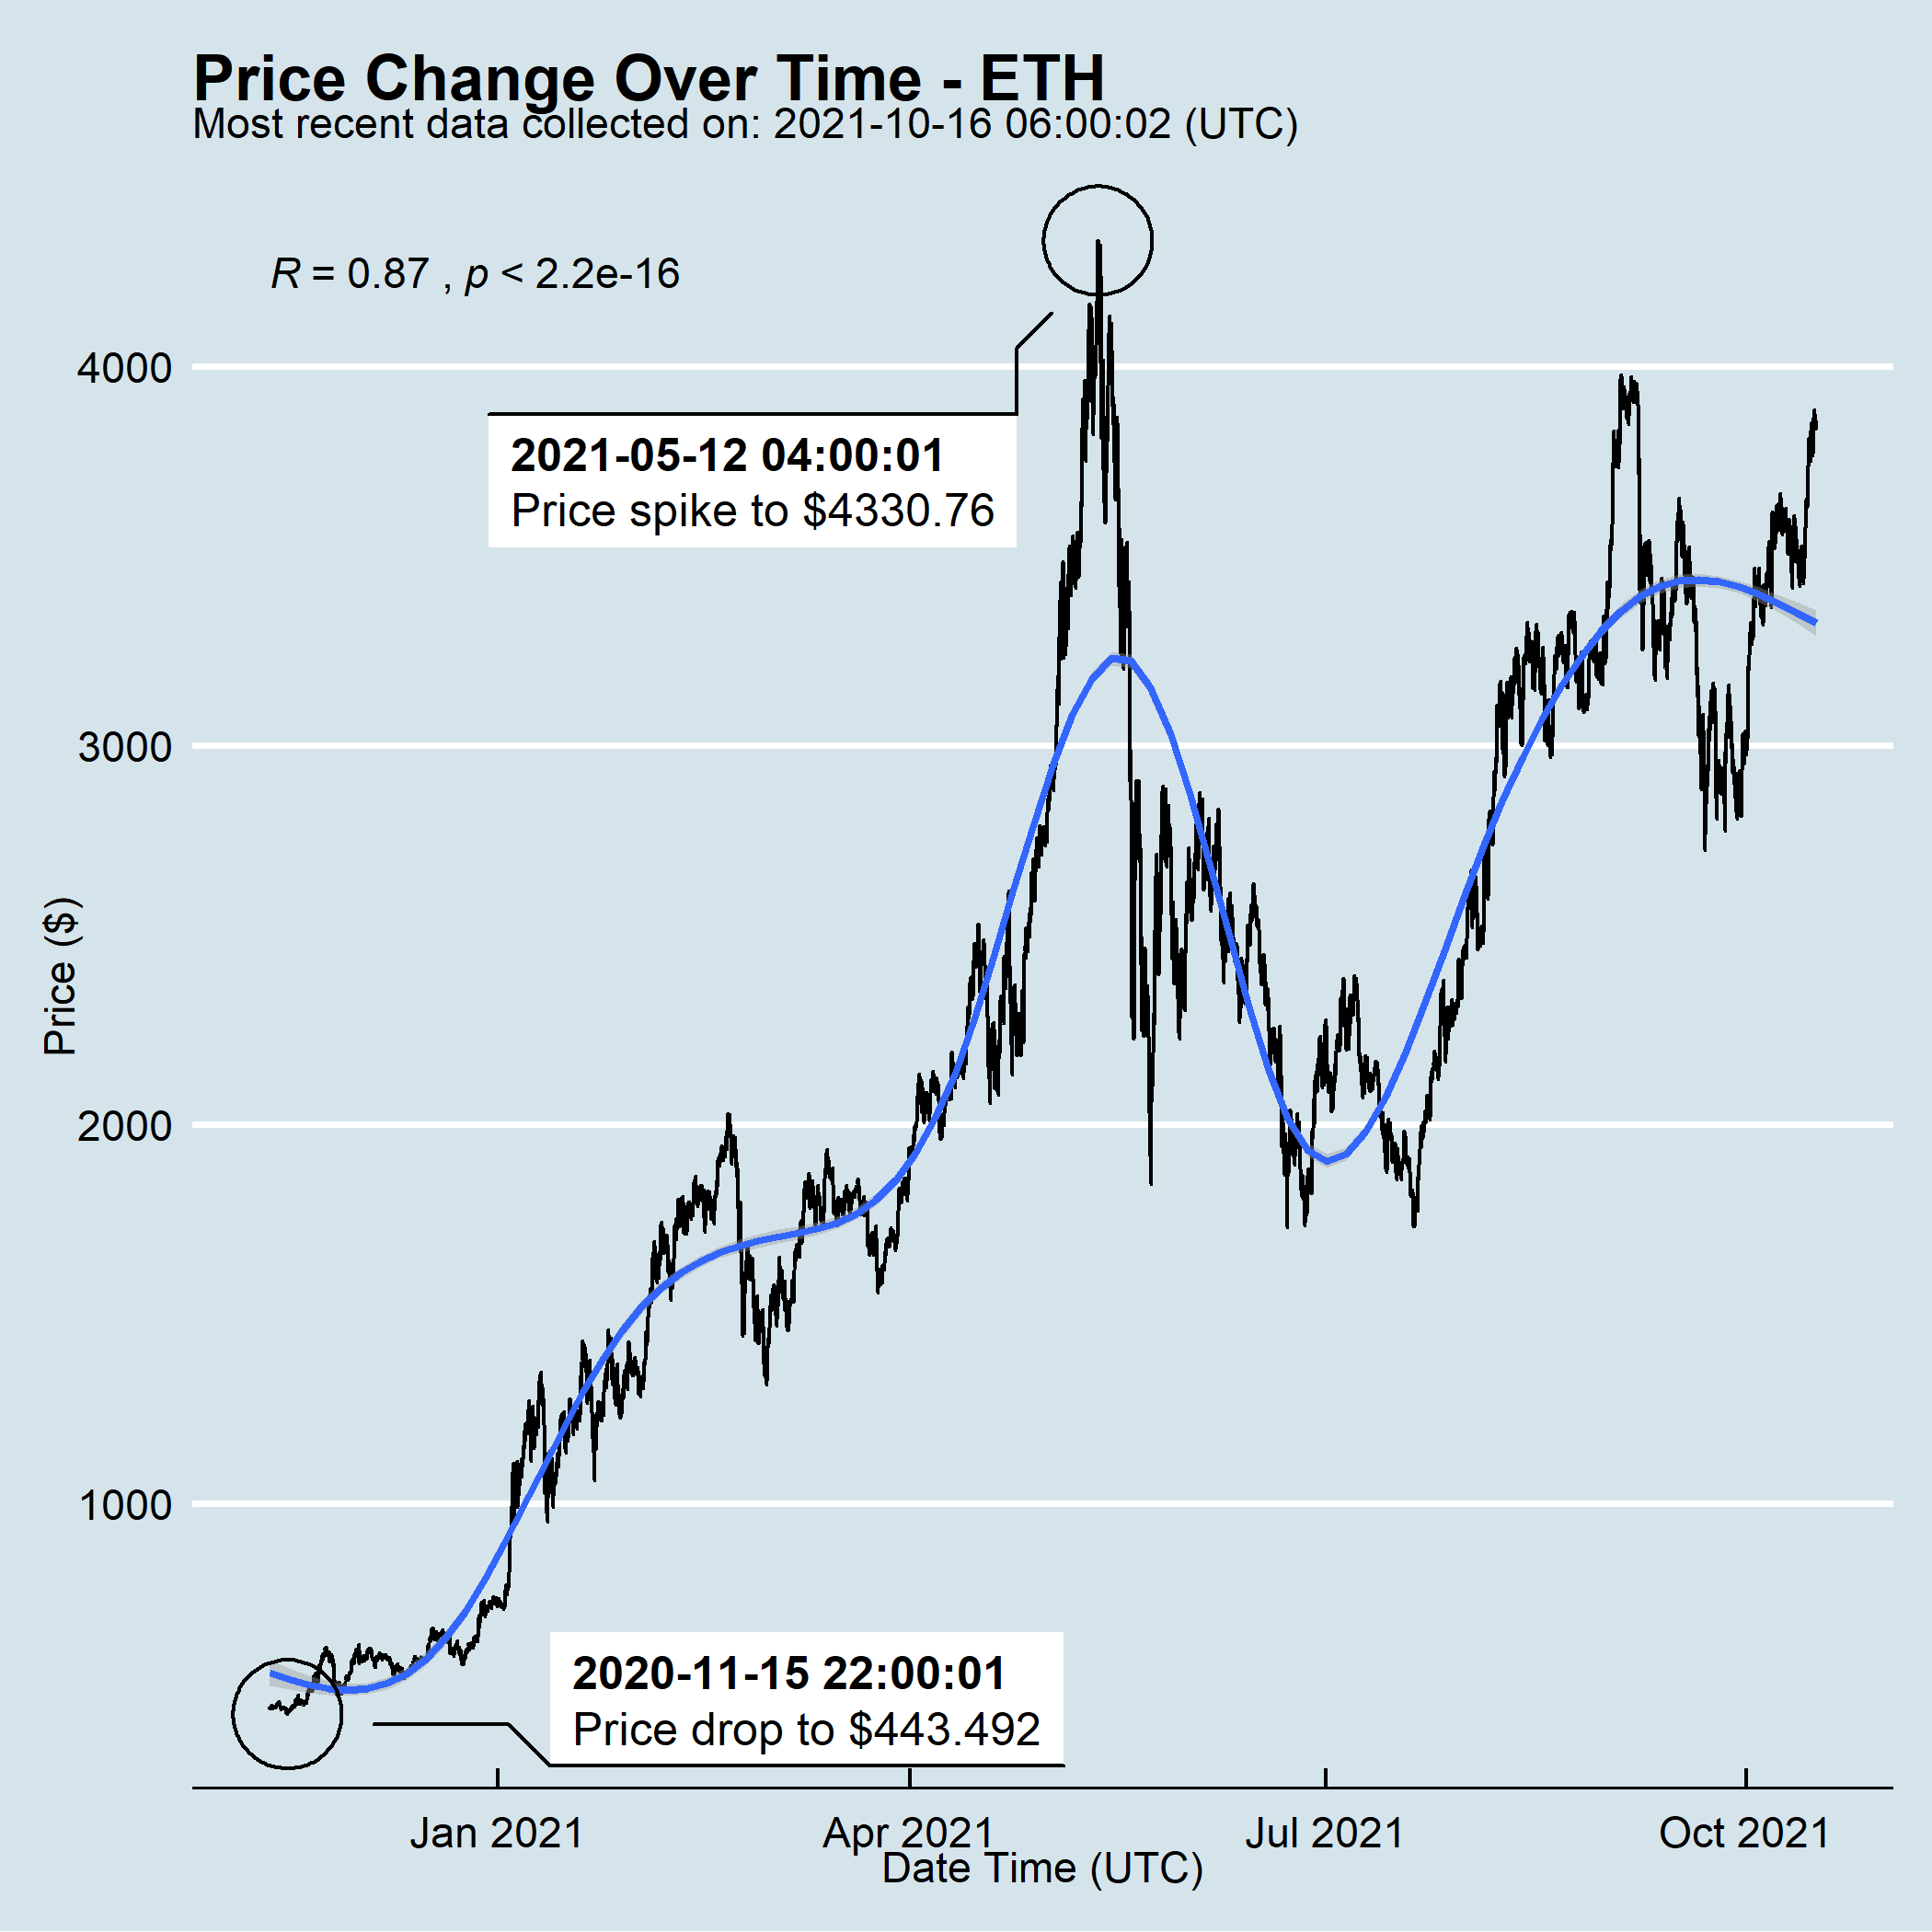 Price Change Over Time - ETH
Most recent data collected on: 2021-10-16 06:00:02 (UTC)
R = 0.87 , p < 2.2e-16
4000
2021-05-12 04:00:01
Price spike to $4330.76
3000
Price ($)
2000
1000
2020-11-15 22:00:01
Price drop to $443.492
Jan 2021 Apr 2021 Jul 2021 Oct 2021
Date Time (UTC)